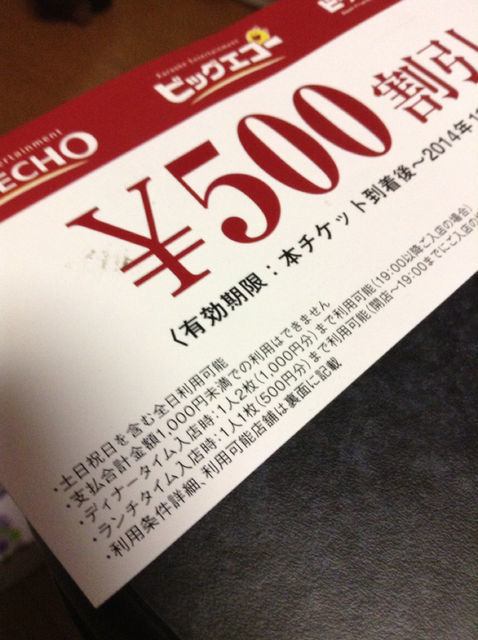 Karaoke Entertainment
ビッグエコー
ertainment
ECHO
¥500割引
〈有効期限：本チケット到着後〜2014年1
・土日祝日を含む全日利用可能
・支払合計金額1,000円未満での利用はできません
・ディナータイム入店時：1人2枚(1,000円分)まで利用可能(19:00以降ご入店の場合)
・ランチタイム入店時：1人1枚(500円分)まで利用可能(開店〜19:00までにご入店の
・利用条件詳細、利用可能店舗は裏面に記載